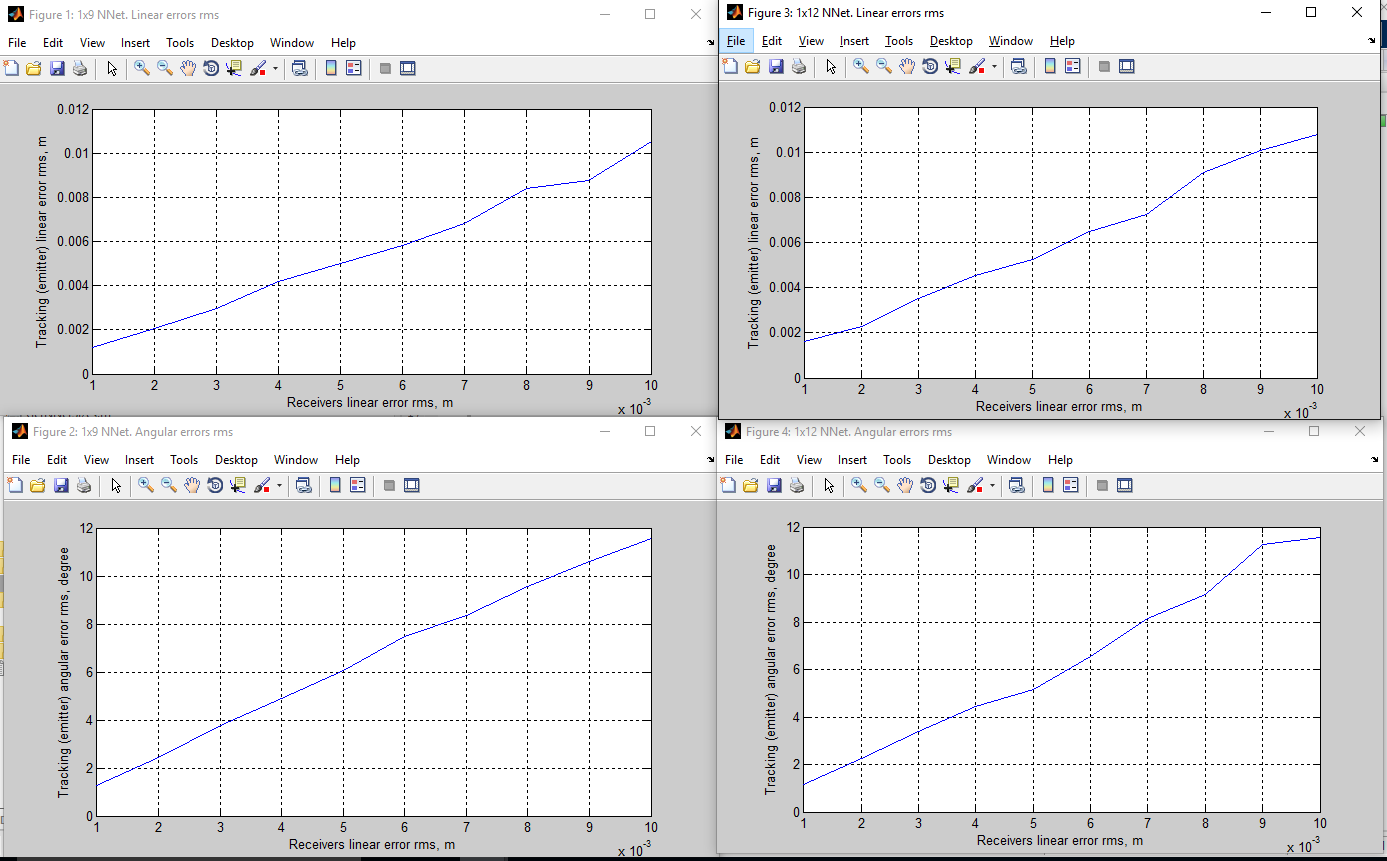 Figure 1: 1x9 NNet. Linear errors rms
File Edit View Insert Tools Desktop Window Help
0.012
0.01
0.008
0.006
0.004
0.002
0
Tracking (emitter) linear error rms, m
1 2 3 4 5 6 7 8 9 10
Receivers linear error rms, m
x 10-3
Figure 3: 1x12 NNet. Linear errors rms
File Edit View Insert Tools Desktop Window Help
0.012
0.01
0.008
0.006
0.004
0.002
0
Tracking (emitter) linear error rms, m
1 2 3 4 5 6 7 8 9 10
Receivers linear error rms, m
x 10-3
Figure 2: 1x9 NNet. Angular errors rms
File Edit View Insert Tools Desktop Window Help
12
10
8
6
4
2
0
Tracking (emitter) angular error rms, degree
1 2 3 4 5 6 7 8 9 10
Receivers linear error rms, m
x 10-3
Figure 4: 1x12 NNet. Angular errors rms
File Edit View Insert Tools Desktop Window Help
12
10
8
6
4
2
0
Tracking (emitter) angular error rms, degree
1 2 3 4 5 6 7 8 9 10
Receivers linear error rms, m
x 10-3